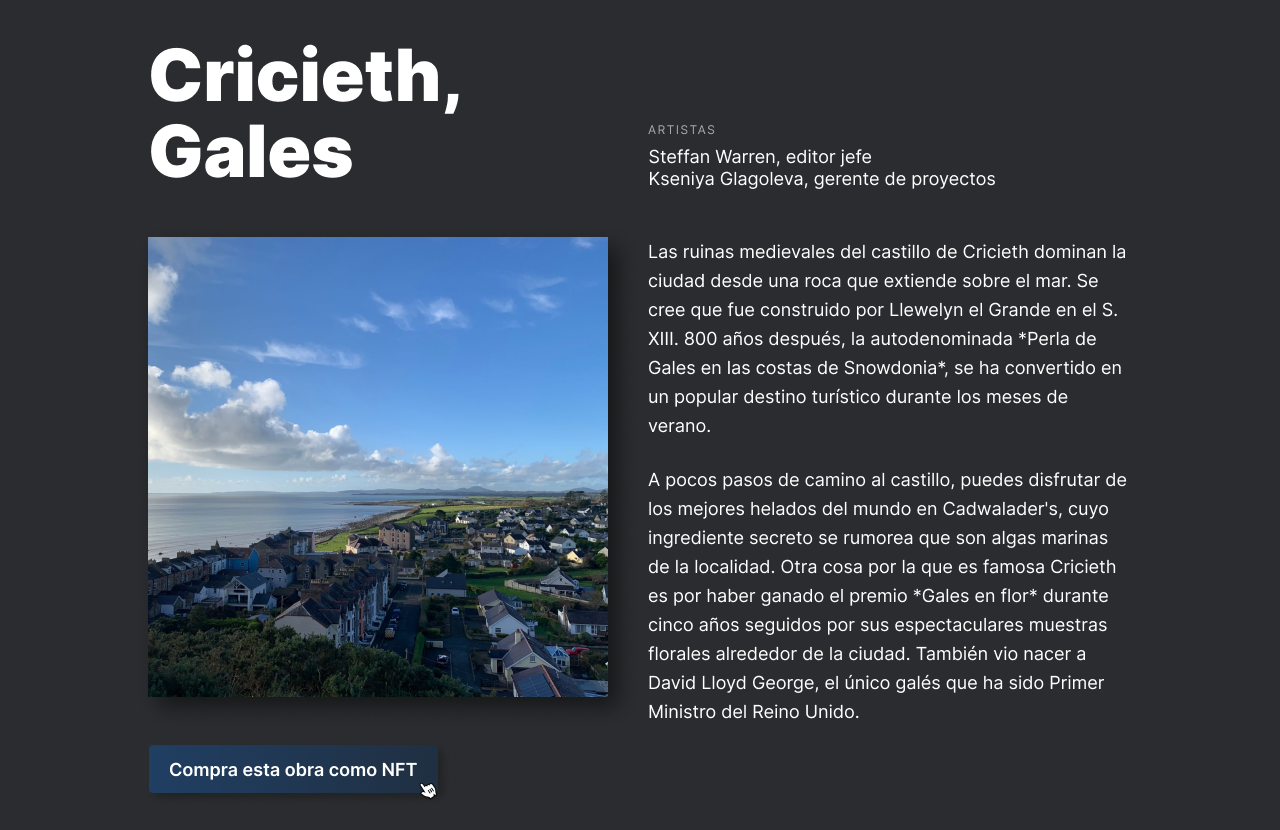 Cricieth,
Gales
ARTISTAS
Steffan Warren, editor jefe
Kseniya Glagoleva, gerente de proyectos
Las ruinas medievales del castillo de Cricieth dominan la
ciudad desde una roca que extiende sobre el mar. Se
cree que fue construido por Llewelyn el Grande en el S.
XIII. 800 años después, la autodenominada *Perla de
Gales en las costas de Snowdonia*, se ha convertido en
un popular destino turístico durante los meses de
verano.
A pocos pasos de camino al castillo, puedes disfrutar de
los mejores helados del mundo en Cadwalader's, cuyo
ingrediente secreto se rumorea que son algas marinas
de la localidad. Otra cosa por la que es famosa Cricieth
es por haber ganado el premio *Gales en flor* durante
cinco años seguidos por sus espectaculares muestras
florales alrededor de la ciudad. También vio nacer a
David Lloyd George, el único galés que ha sido Primer
Ministro del Reino Unido.
Compra esta obra como NFT